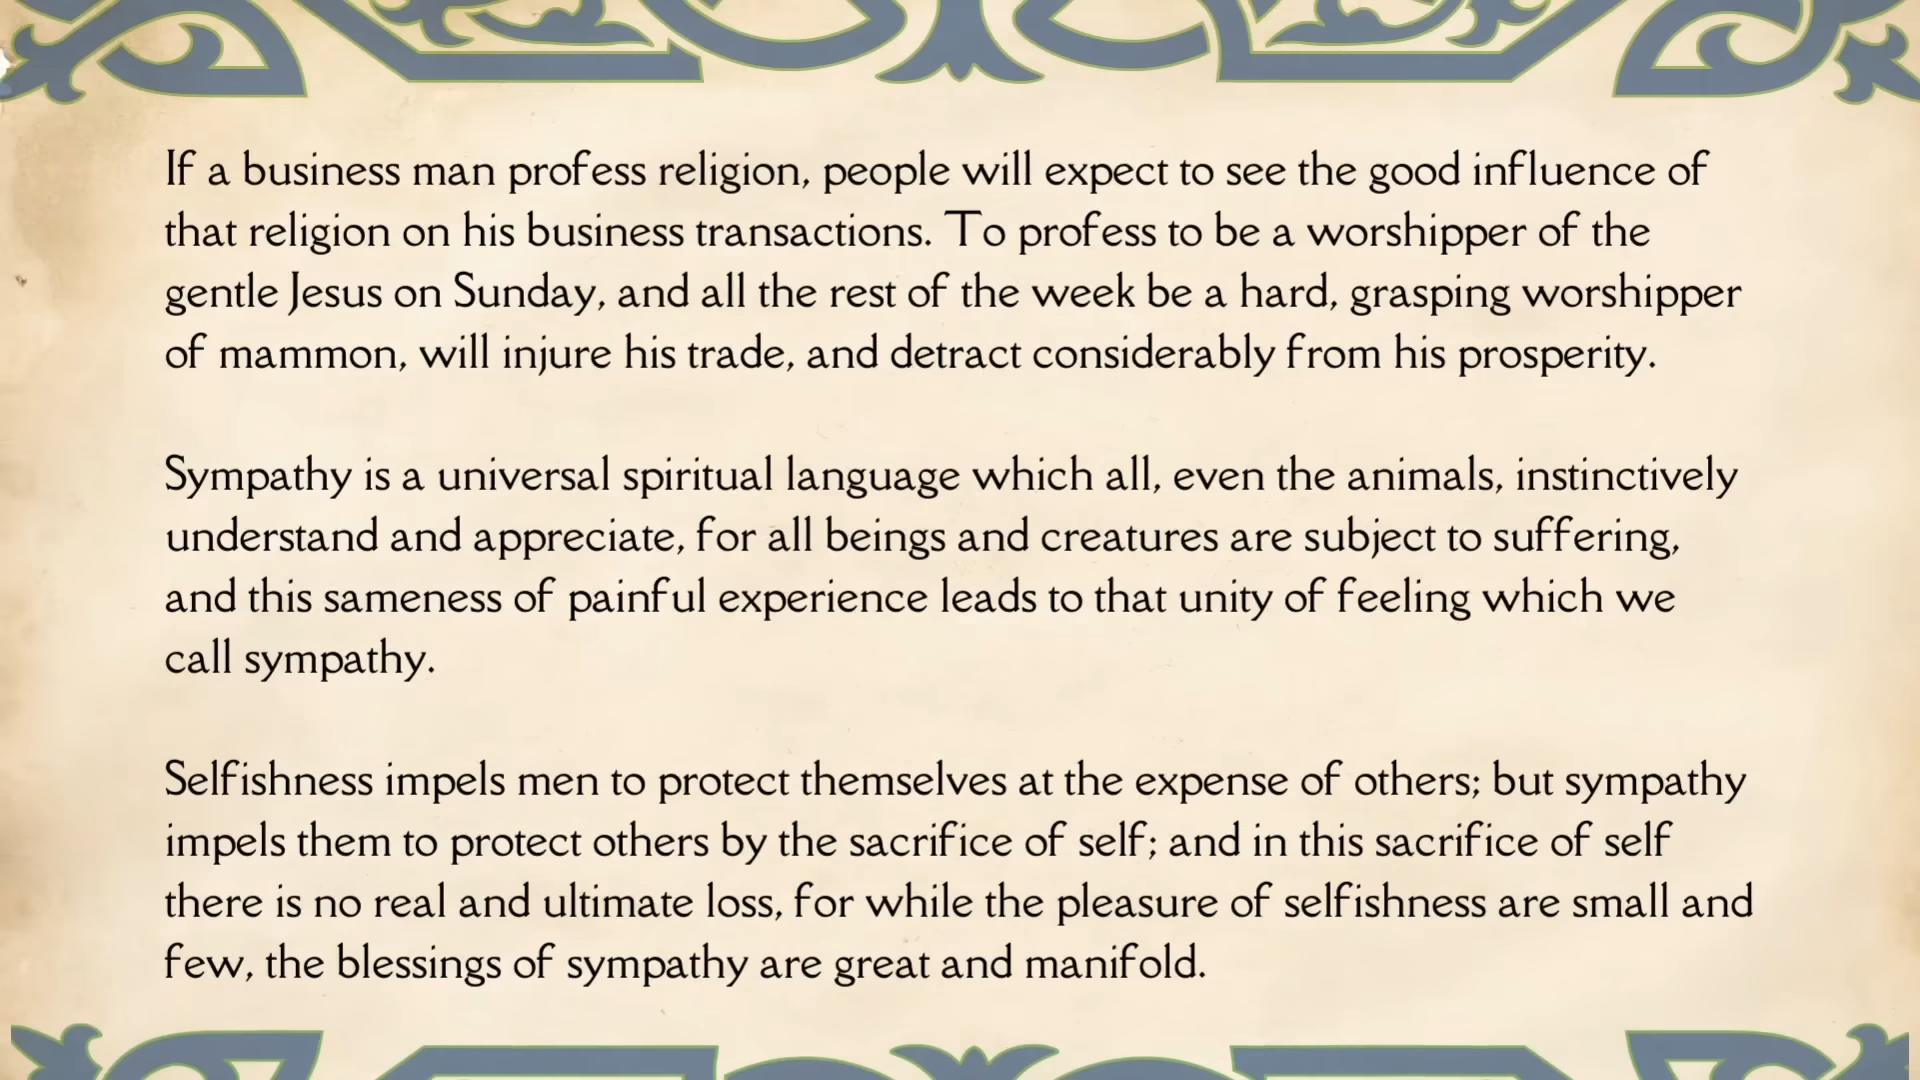 If a business man profess religion, people will expect to see the good influence of
that religion on his business transactions. To profess to be a worshipper of the
gentle Jesus on Sunday, and all the rest of the week be a hard, grasping worshipper
of mammon, will injure his trade, and detract considerably from his prosperity.
Sympathy is a universal spiritual language which all, even the animals, instinctively
understand and appreciate, for all beings and creatures are subject to suffering,
and this sameness of painful experience leads to that unity of feeling which we
call sympathy.
Selfishness impels men to protect themselves at the expense of others; but sympathy
impels them to protect others by the sacrifice of self; and in this sacrifice of self
there is no real and ultimate loss, for while the pleasure of selfishness are small and
few, the blessings of sympathy are great and manifold.